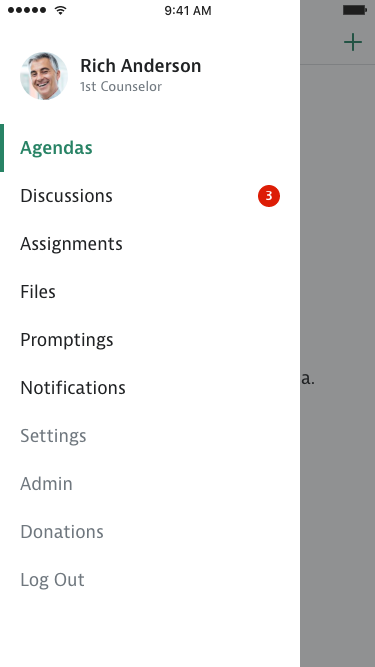 9:41 AM
Rich Anderson
1st Counselor
Agendas
Discussions 3
Assignments
Files
a.
Promptings
Notifications
Settings
Admin
Donations
Log Out